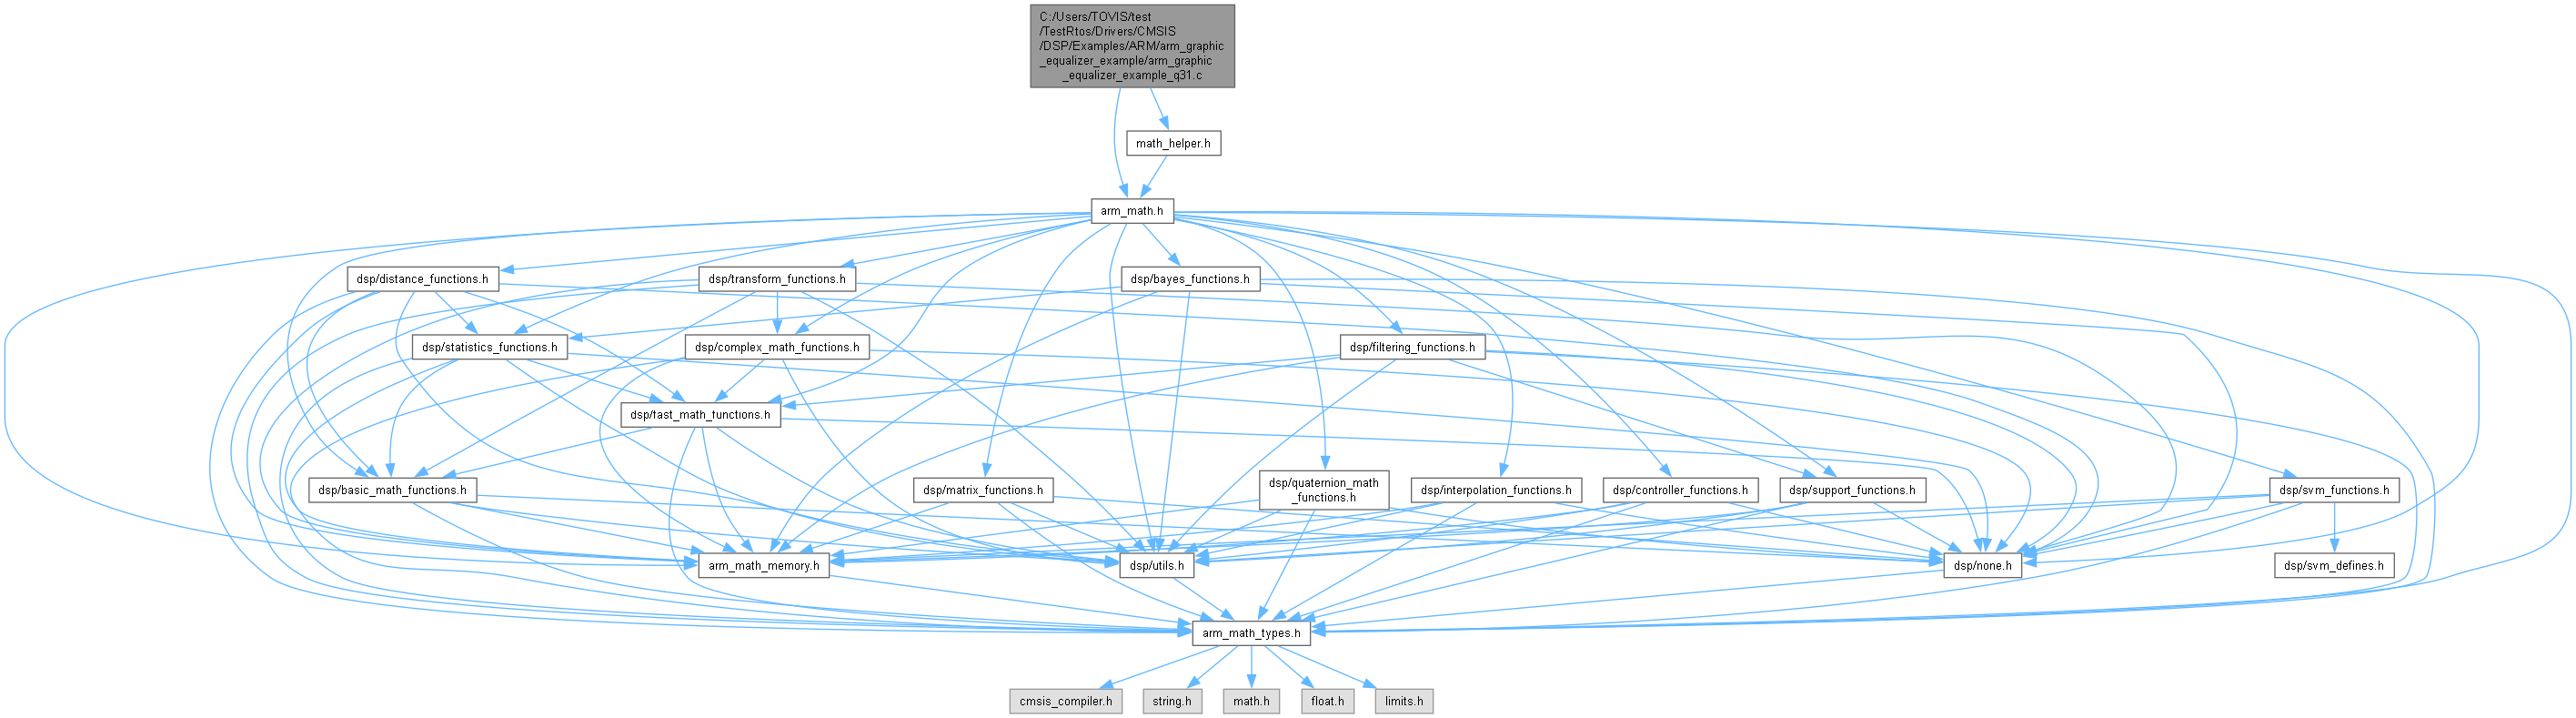 C:/Users/TOVIS/test
/TestRtos/Drivers/CMSIS
/DSP/Examples/ARM/arm_graphic
_equalizer_example/arm_graphic
_equalizer_example_q31.c
math_helper.h
arm_math.h
dsp/distance_functions.h
dsp/transform_functions.h
dsp/bayes_functions.h
dsp/statistics_functions.h
dsp/complex_math_functions.h
dsp/filtering_functions.h
dsp/fast_math_functions.h
dsp/basic_math_functions.h
dsp/matrix_functions.h
dsp/quaternion_math
_functions.h
dsp/interpolation_functions.h
dsp/controller_functions.h
dsp/support_functions.h
dsp/svm_functions.h
arm_math_memory.h
dsp/utils.h
dsp/none.h
dsp/svm_defines.h
arm_math_types.h
cmsis_compiler.h
string.h
math.h
float.h
limits.h